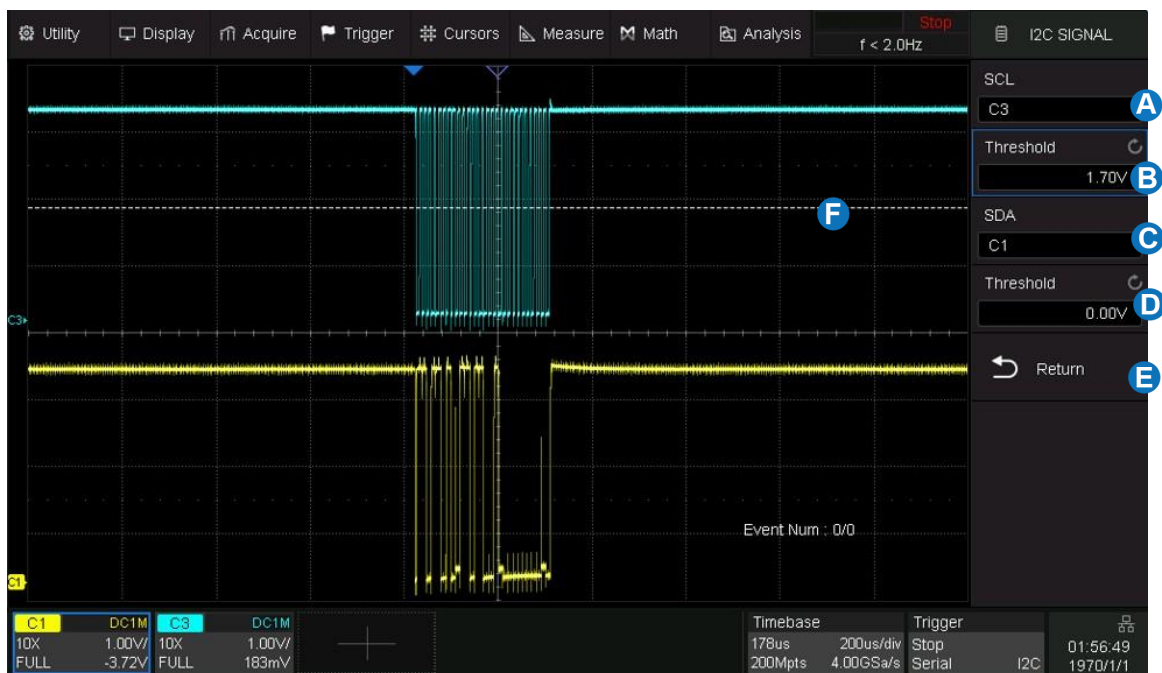 Utility Display Acquire Trigger Cursors Measure Math Analysis Stop
f < 2.0Hz
I2C SIGNAL
SCL
C3 A
Threshold
1.70V B
F
SDA
C1 C
Threshold
0.00V D
Return E
C3
Event Num : 0/0
C1
C1 DC1M C3 DC1M Timebase Trigger
10X 1.00V/ 10X 1.00V/ 178us 200us/div Stop 01:56:49
FULL -3.72V FULL 183mV 200Mpts 4.00GSa/s Serial I2C 1970/1/1